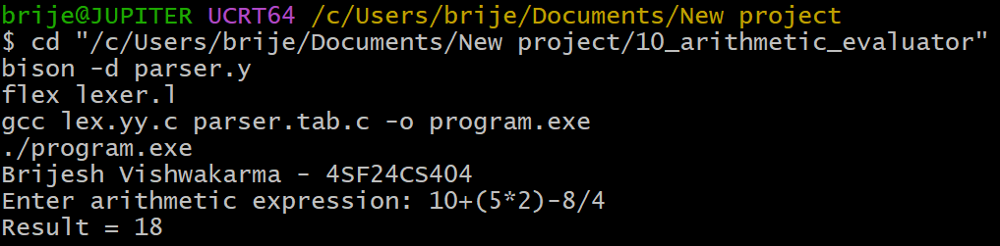 brije@JUPITER UCRT64 /c/Users/brije/Documents/New project
$ cd "/c/Users/brije/Documents/New project/10_arithmetic_evaluator"
bison -d parser.y
flex lexer.l
gcc lex.yy.c parser.tab.c -o program.exe
./program.exe
Brijesh Vishwakarma - 4SF24CS404
Enter arithmetic expression: 10+(5*2)-8/4
Result = 18